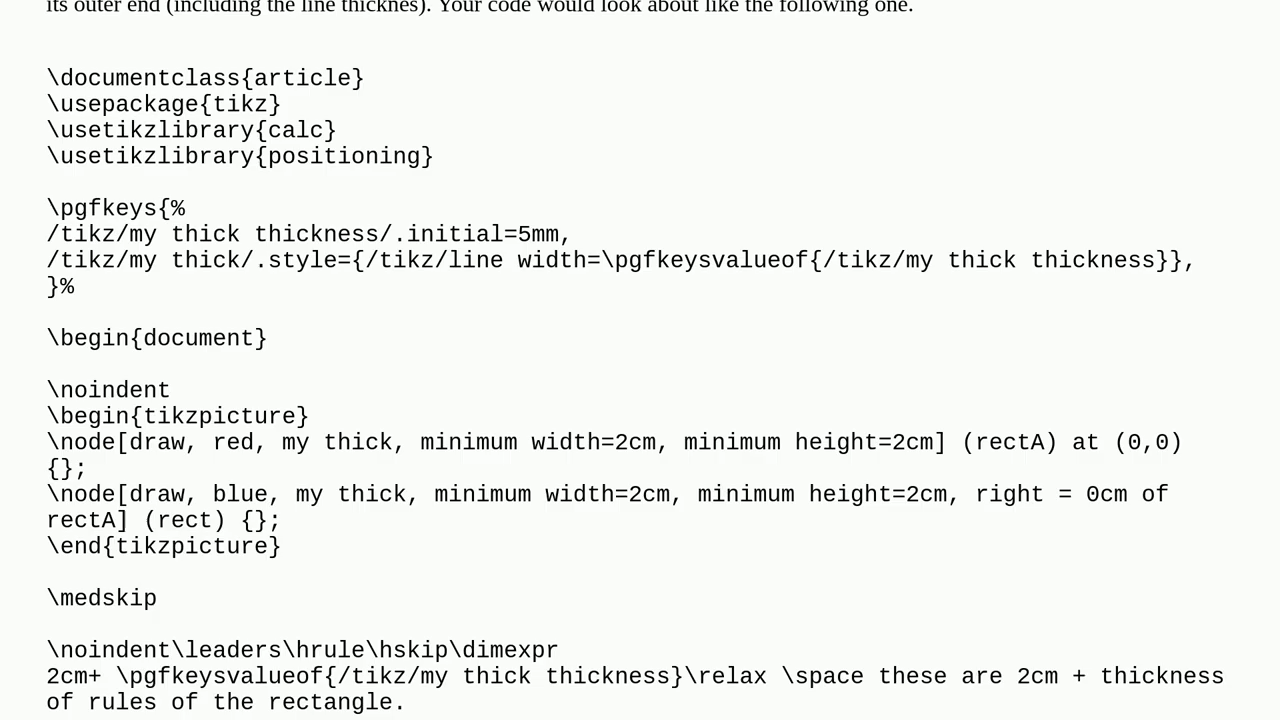 its outer end (including the line thicknes). Your code would look about like the following one.
\documentclass{article}
\usepackage{tikz}
\usetikzlibrary{calc}
\usetikzlibrary{positioning}
\pgfkeys{%
/tikz/my thick thickness/.initial=5mm,
/tikz/my thick/.style={/tikz/line width=\pgfkeysvalueof{/tikz/my thick thickness}},
}%
\begin{document}
\noindent
\begin{tikzpicture}
\node[draw, red, my thick, minimum width=2cm, minimum height=2cm] (rectA) at (0,0)
{};
\node[draw, blue, my thick, minimum width=2cm, minimum height=2cm, right = 0cm of
rectA] (rect) {};
\end{tikzpicture}
\medskip
\noindent\leaders\hrule\hskip\dimexpr
2cm+ \pgfkeysvalueof{/tikz/my thick thickness}\relax \space these are 2cm + thickness
of rules of the rectangle.